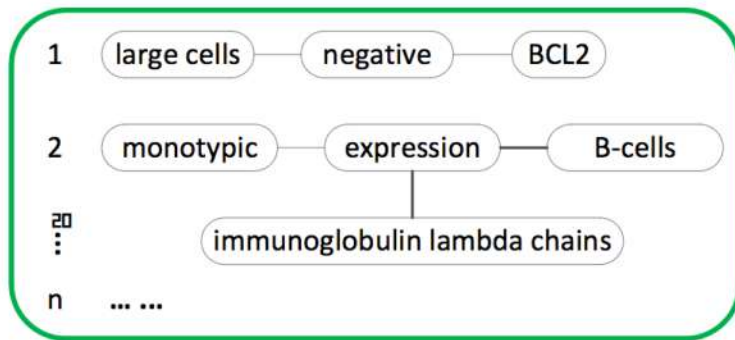 1 large cells negative BCL2
2 monotypic expression B-cells
20
⋮ immunoglobulin lambda chains
n ... ...